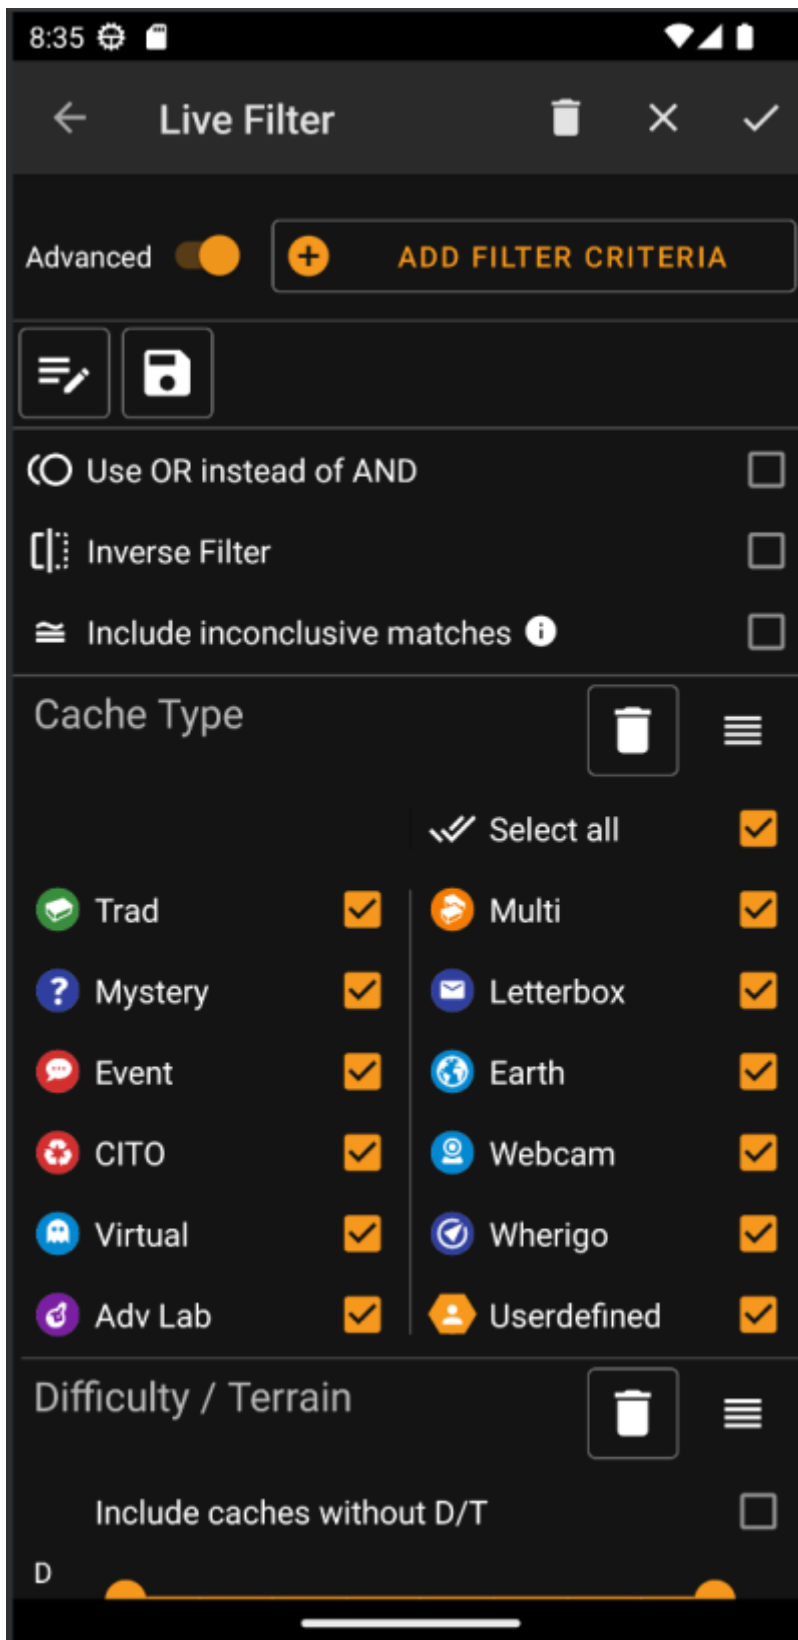 8:35
Live Filter
Advanced
ADD FILTER CRITERIA
Use OR instead of AND
Inverse Filter
Include inconclusive matches
Cache Type
Select all
Trad
Multi
Mystery
Letterbox
Event
Earth
CITO
Webcam
Virtual
Wherigo
Adv Lab
Userdefined
Difficulty / Terrain
Include caches without D/T
D